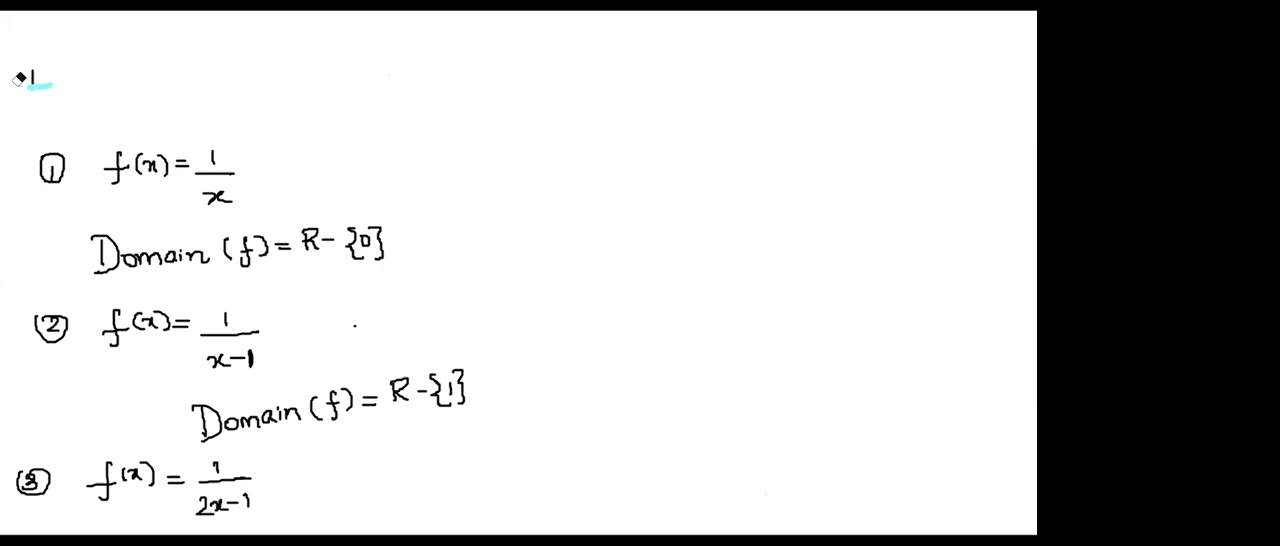 ① f(x) = 1/x
Domain (f) = R - {0}
② f(x) = 1/(x-1)
Domain (f) = R - {1}
③ f(x) = 1/(2x-1)